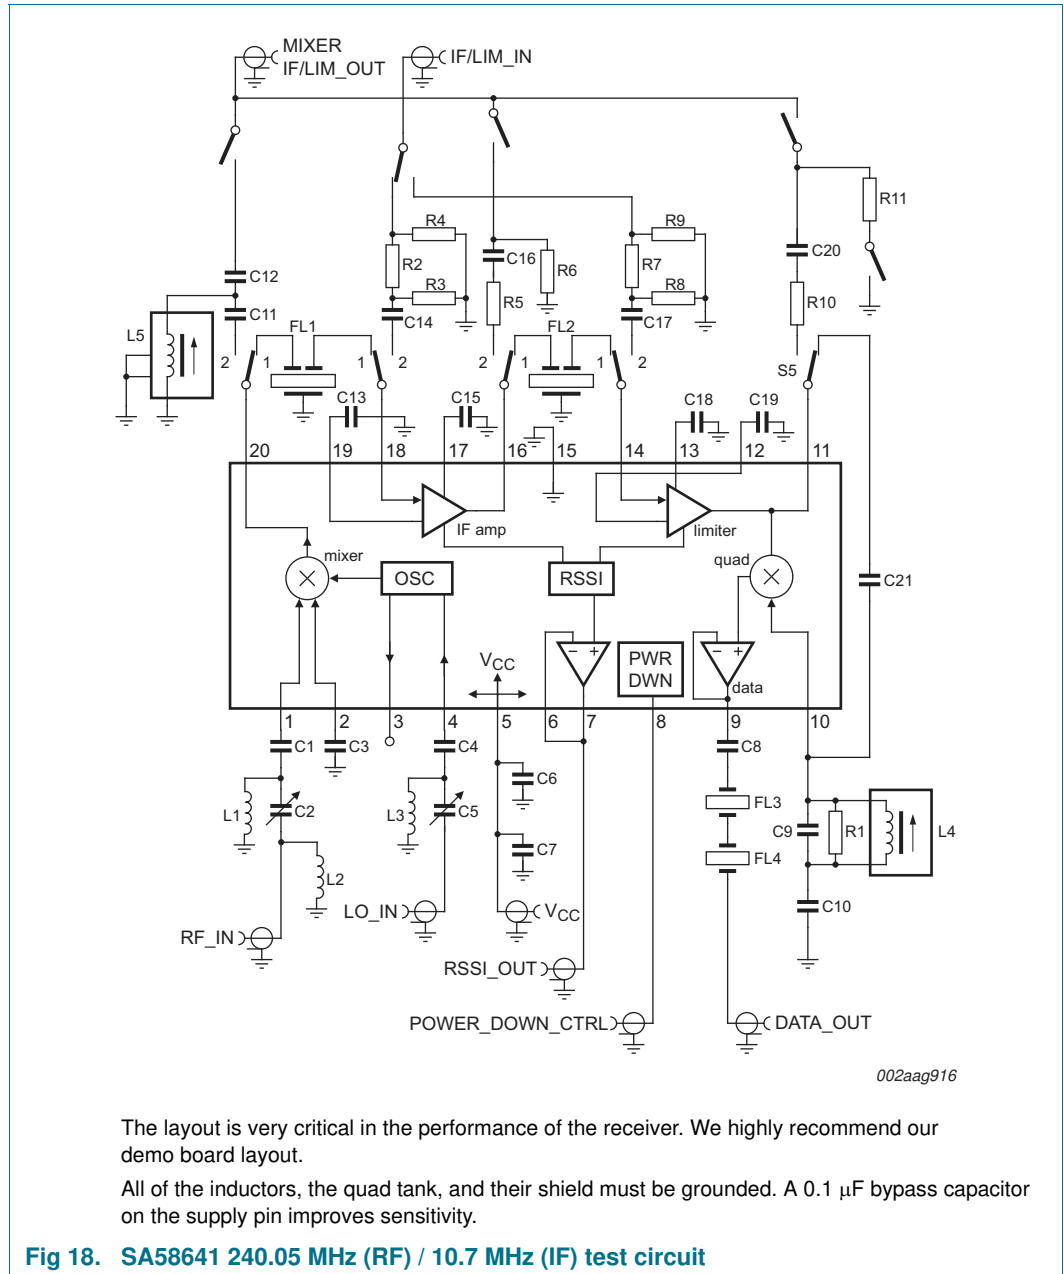 MIXER
IF/LIM_OUT
IF/LIM_IN
R4
R11
R9
C16
R2
R6
C20
R7
C12
R3
R8
R5
R10
C11
C14
C17
L5
FL1
FL2
2
1
1
2
2
1
1
2
S5
C13
C15
C18
C19
20
19
18
17
16
15
14
13
12
11
IF amp
limiter
mixer
quad
OSC
RSSI
C21
VCC
− +
PWR
DWN
− +
data
1
2
3
4
5
6
7
8
9
10
C1
C3
C4
C8
C6
L1
C2
L3
C5
FL3
C9
R1
L4
C7
FL4
L2
C10
LO_IN
VCC
RF_IN
RSSI_OUT
POWER_DOWN_CTRL
DATA_OUT
002aag916
The layout is very critical in the performance of the receiver. We highly recommend our
demo board layout.
All of the inductors, the quad tank, and their shield must be grounded. A 0.1 μF bypass capacitor
on the supply pin improves sensitivity.
Fig 18. SA58641 240.05 MHz (RF) / 10.7 MHz (IF) test circuit